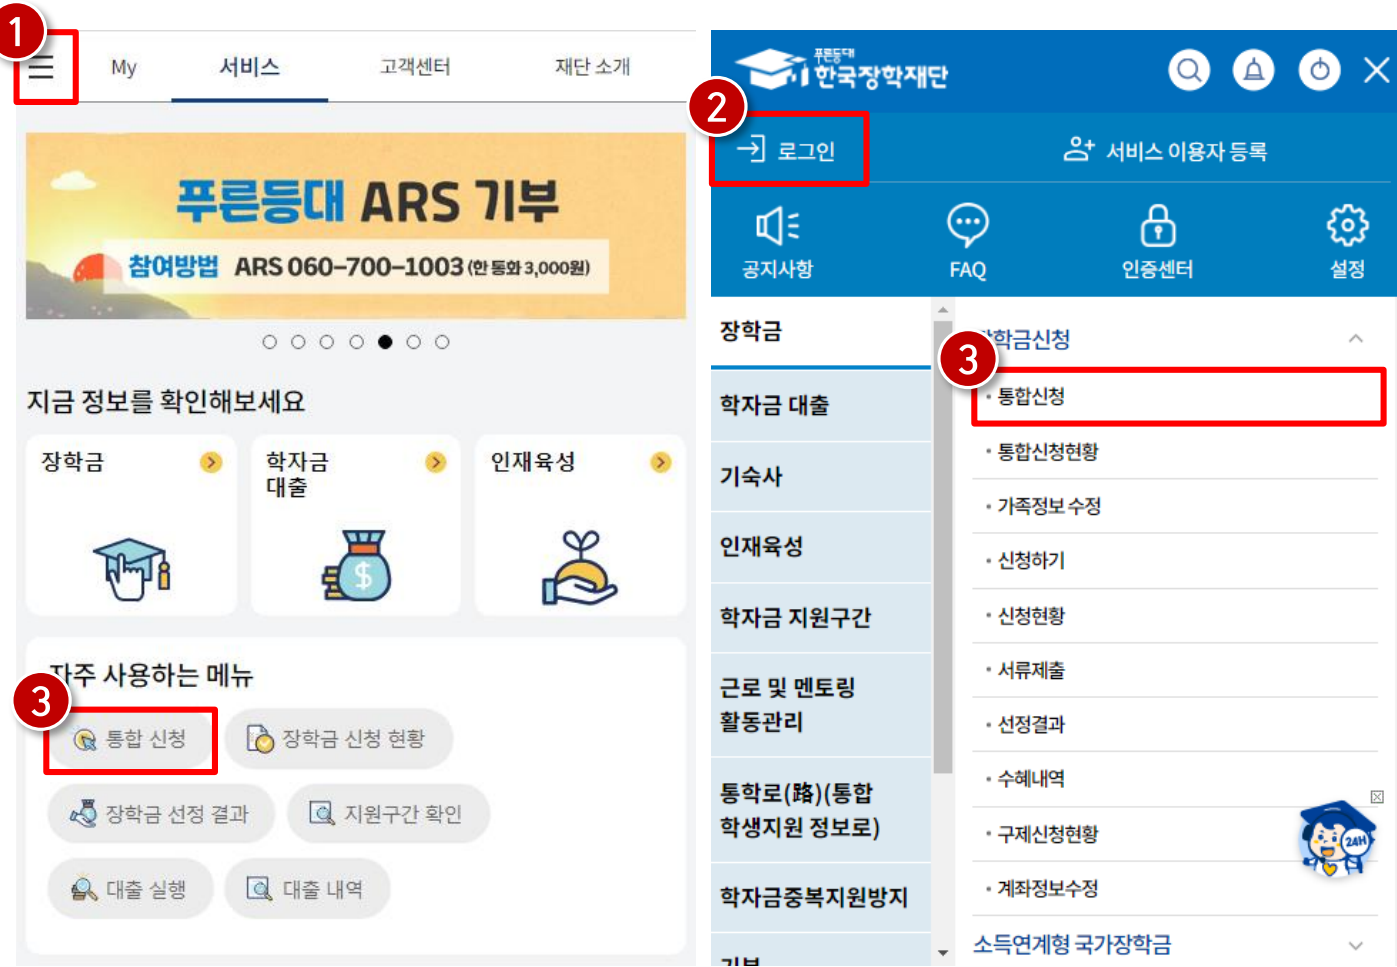 1
My 서비스 고객센터 재단 소개
푸른등대 ARS 기부
참여방법 ARS 060-700-1003 (한 통화 3,000원)
지금 정보를 확인해보세요
장학금
학자금
대출
인재육성
$
자주 사용하는 메뉴
3
통합 신청
장학금 신청 현황
장학금 선정 결과
지원구간 확인
대출 실행
대출 내역
푸른등대
한국장학재단
2
로그인
서비스 이용자 등록
공지사항
FAQ
인증센터
설정
장학금
학자금 대출
기숙사
인재육성
학자금 지원구간
근로 및 멘토링
활동관리
통학로(路)(통합
학생지원 정보로)
학자금중복지원방지
기부
장학금신청
3
• 통합신청
• 통합신청현황
• 가족정보 수정
• 신청하기
• 신청현황
• 서류제출
• 선정결과
• 수혜내역
• 구제신청현황
• 계좌정보수정
24H
소득연계형 국가장학금